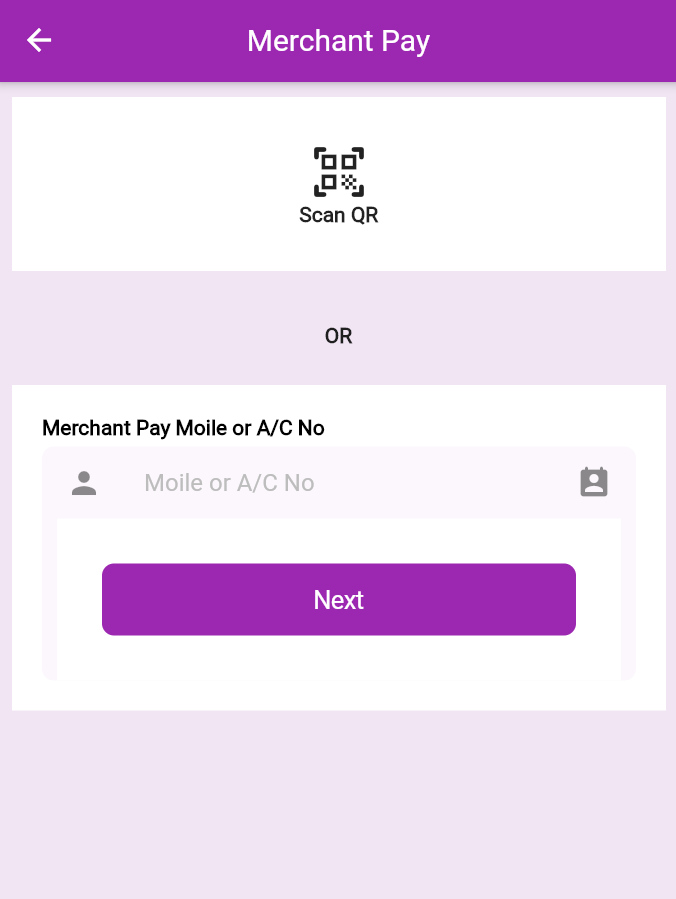 Merchant Pay
Scan QR
OR
Merchant Pay Moile or A/C No
Moile or A/C No
Next